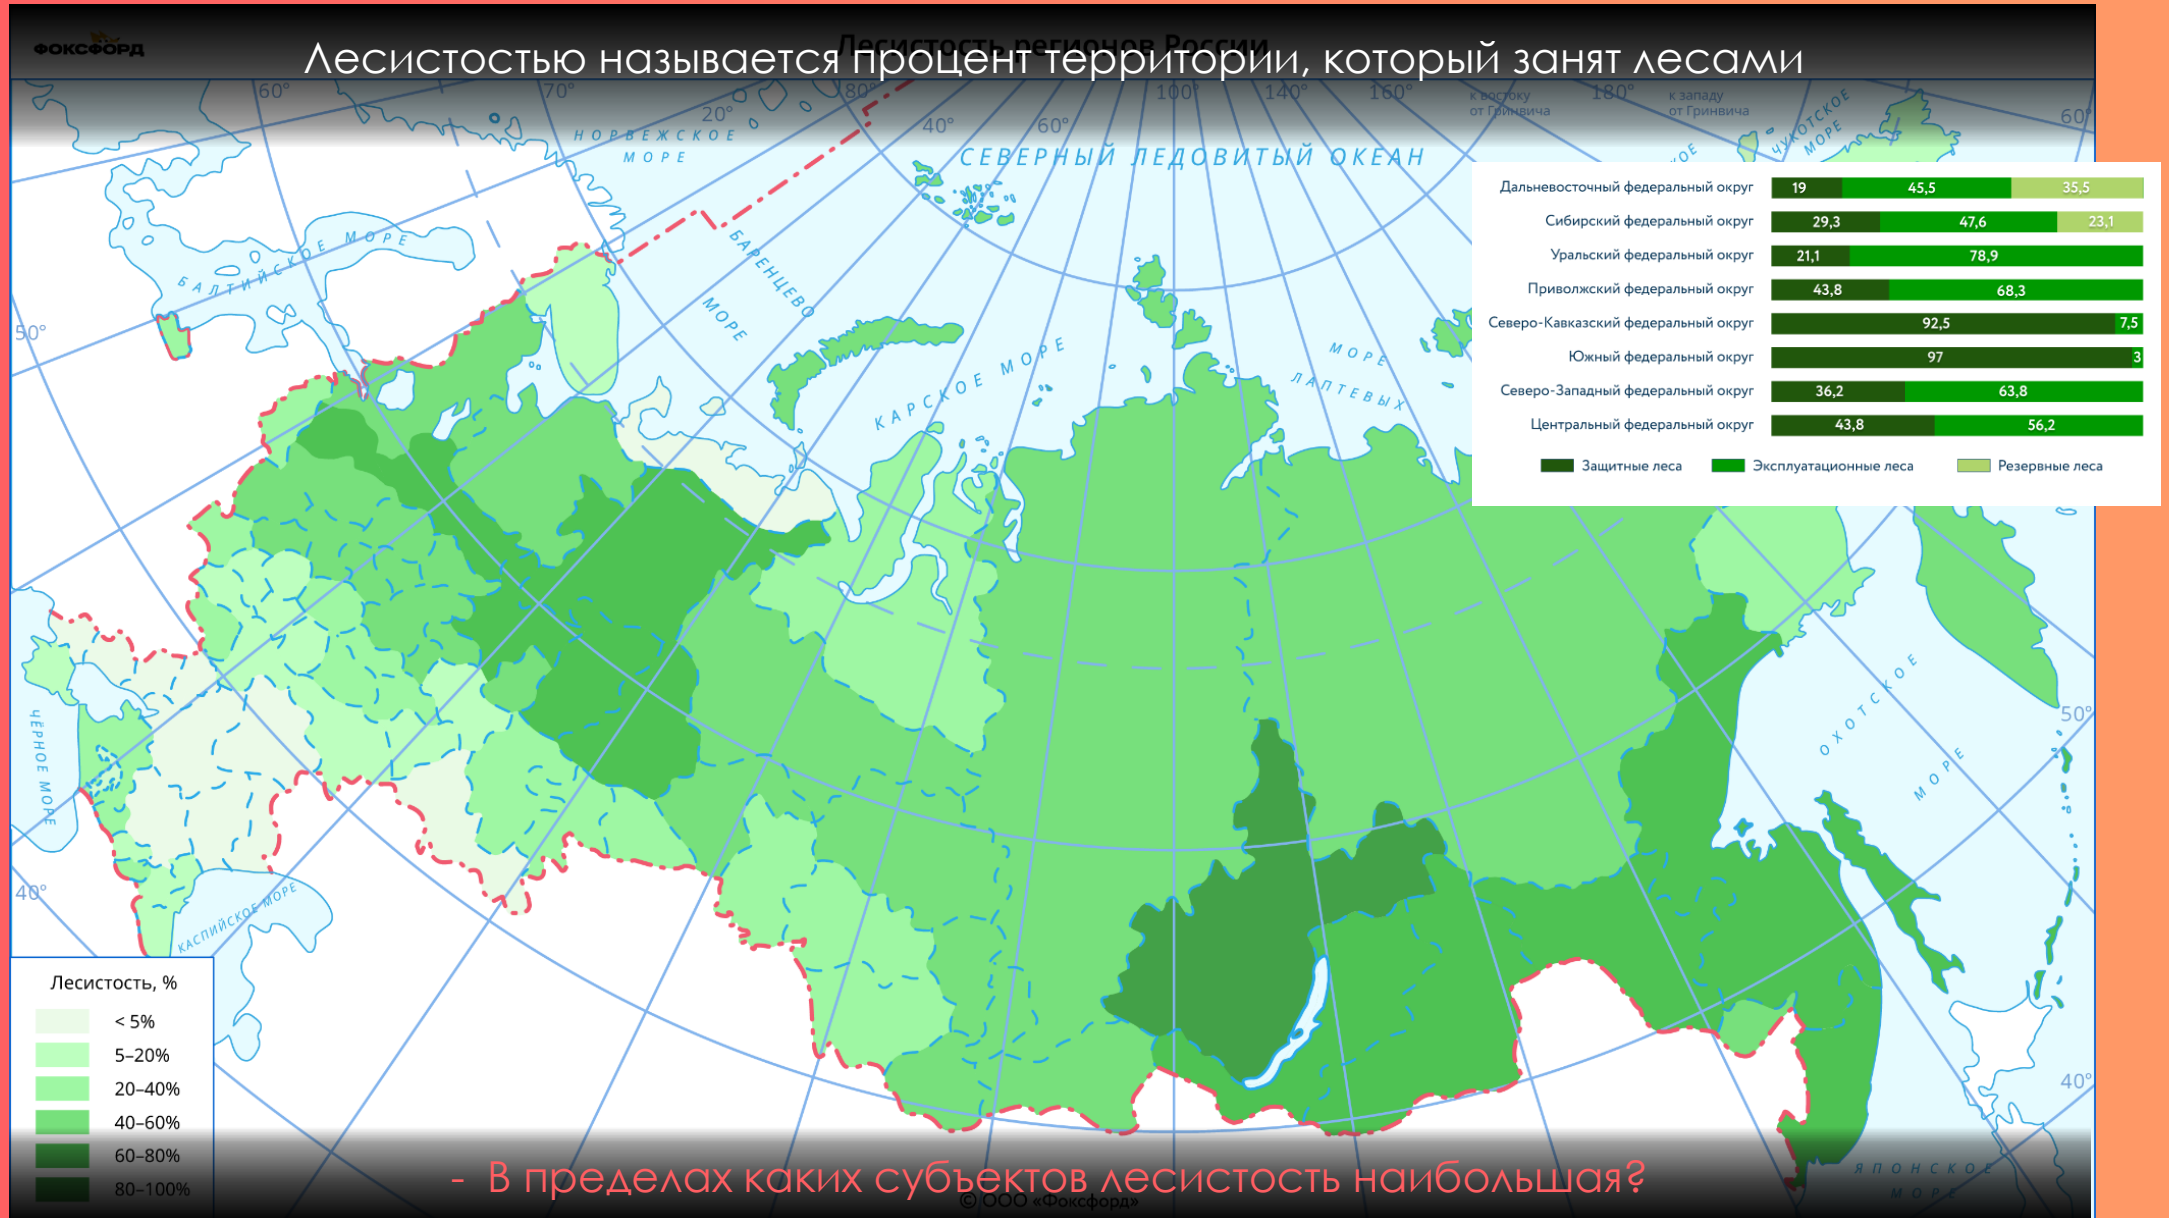 ФОКСФОРД
Лесистость регионов России
Лесистостью называется процент территории, который занят лесами
60°
70°
20°
80°
40°
60°
100°
140°
160°
к востоку
от Гринвича
180°
к западу
от Гринвича
60°
НОРВЕЖСКОЕ
МОРЕ
СЕВЕРНЫЙ ЛЕДОВИТЫЙ ОКЕАН
ЧУКОТСКОЕ
МОРЕ
КОЕ
БАЛТИЙСКОЕ МОРЕ
БАРЕНЦЕВО
МОРЕ
КАРСКОЕ МОРЕ
МОРЕ
ЛАПТЕВЫХ
50°
Дальневосточный федеральный округ 19 45,5 35,5
Сибирский федеральный округ 29,3 47,6 23,1
Уральский федеральный округ 21,1 78,9
Приволжский федеральный округ 43,8 68,3
Северо-Кавказский федеральный округ 92,5 7,5
Южный федеральный округ 97 3
Северо-Западный федеральный округ 36,2 63,8
Центральный федеральный округ 43,8 56,2
Защитные леса Эксплуатационные леса Резервные леса
ЧЁРНОЕ МОРЕ
ОХОТСКОЕ
МОРЕ
50°
40°
КАСПИЙСКОЕ МОРЕ
40°
ЯПОНСКОЕ
МОРЕ
Лесистость, %
< 5%
5–20%
20–40%
40–60%
60–80%
80–100%
- В пределах каких субъектов лесистость наибольшая?
© ООО «Фоксфорд»